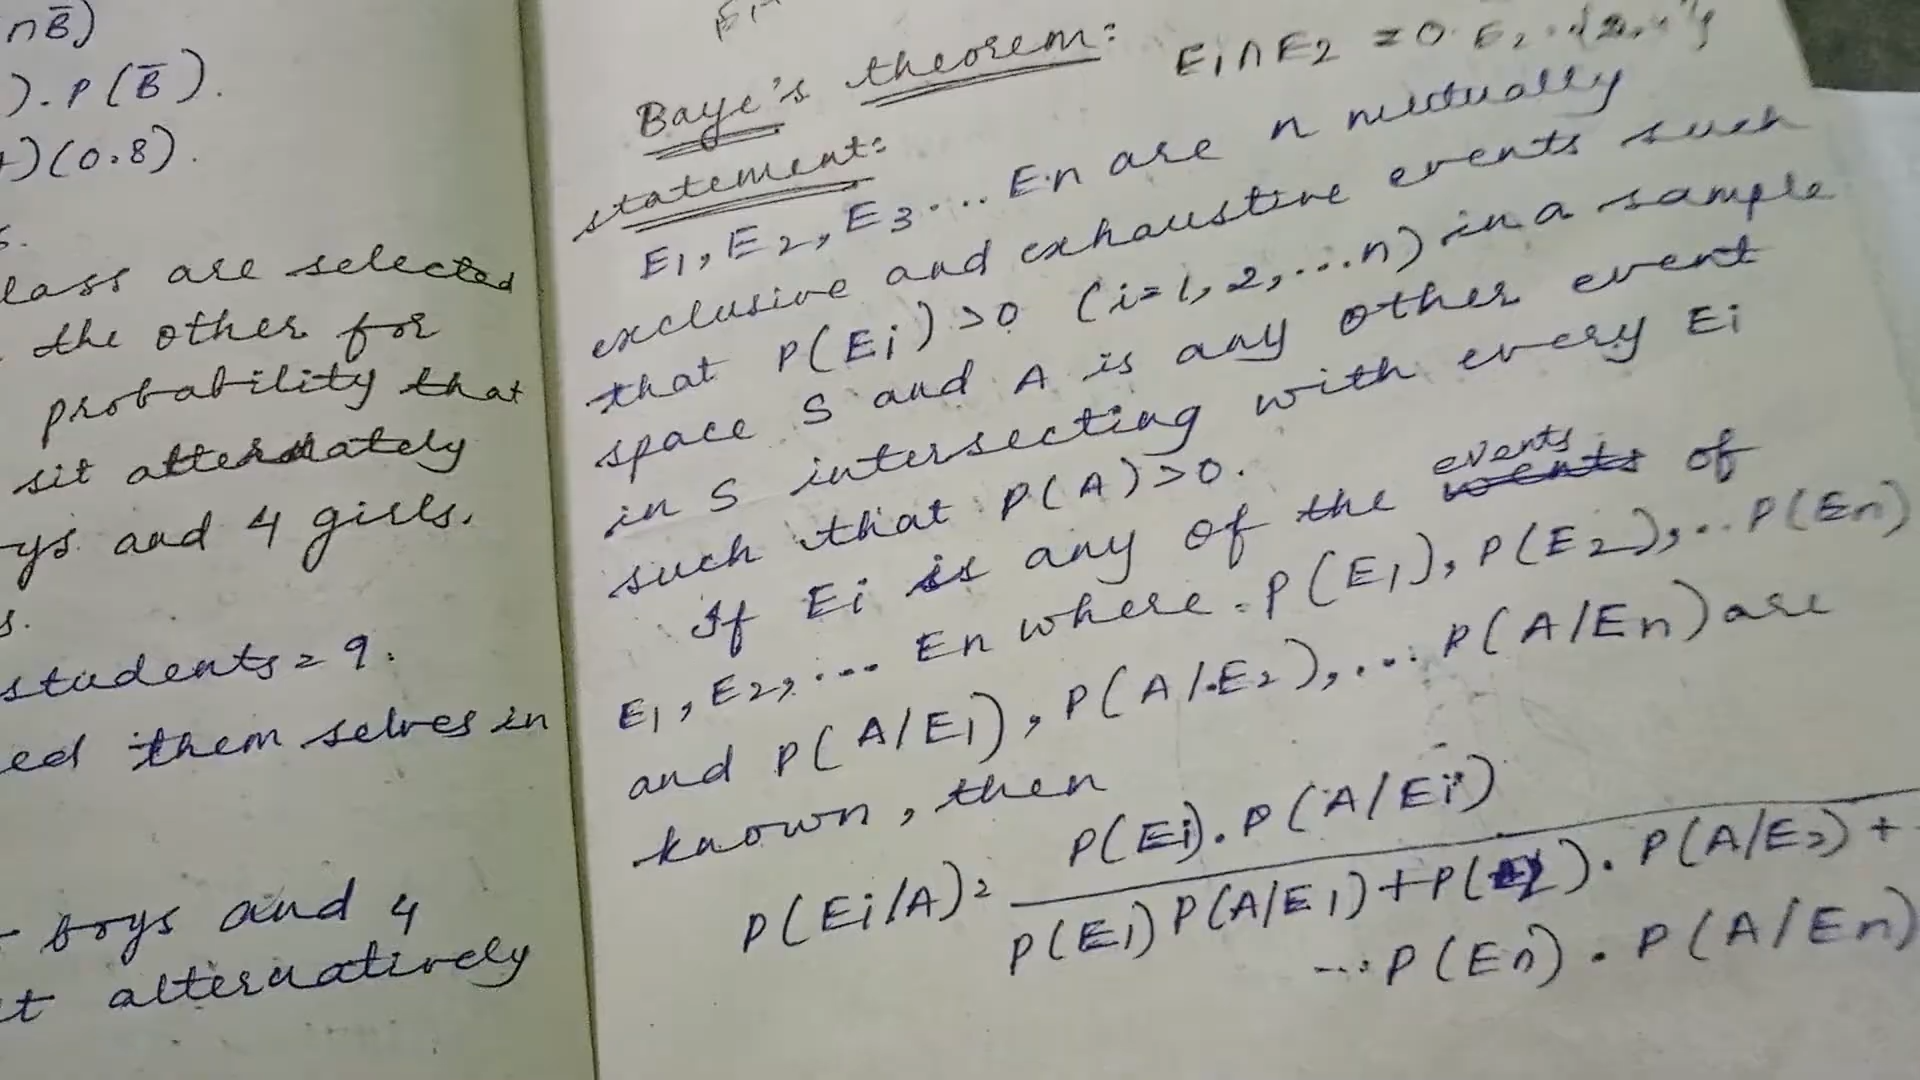 ∩B̄)
).P(B̄).
)(0.8).
s.
lass are selected
the other for
probability that
sit alternately
ys and 4 girls.
s.
students = 9.
ed them selves in
boys and 4
t alternatively
Baye's theorem:
E1∩E2 = 0 E2
statement:
E1, E2, E3.... En are n mutually
exclusive and exhaustive events such
that P(Ei)>0 (i=1,2,...n) in a sample
space S and A is any other event
in S intersecting with every Ei
such that P(A)>0.
If Ei is any of the events of
E1, E2, .... En where P(E1), P(E2), ... P(En)
and P(A/E1), P(A/E2), .... P(A/En) are
known, then
P(Ei).P(A/Ei)
P(Ei/A)=
P(E1)P(A/E1)+P( ).P(A/E2)+
...P(En).P(A/En)